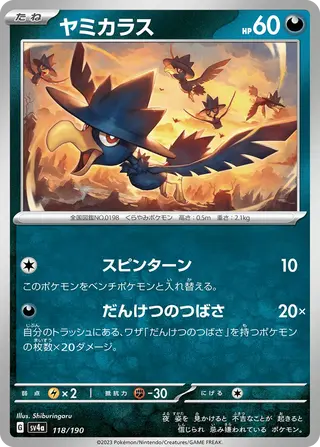 たね
ヤミカラス
HP60
全国図鑑NO.0198 くらやみポケモン 高さ:0.5m 重さ:2.1kg
スピンターン 10
このポケモンをベンチポケモンと入れ替える。
だんけつのつばさ 20×
自分のトラッシュにある、ワザ「だんけつのつばさ」を持つポケモン
の枚数×20ダメージ。
弱点 ×2 抵抗力 -30 にげる
Illus. Shiburingaru
G sv4a 118/190
夜 姿を 見かけると 不幸が おとずれると
信じられ 忌み嫌われている ポケモン。
©2023 Pokémon/Nintendo/Creatures/GAME FREAK.